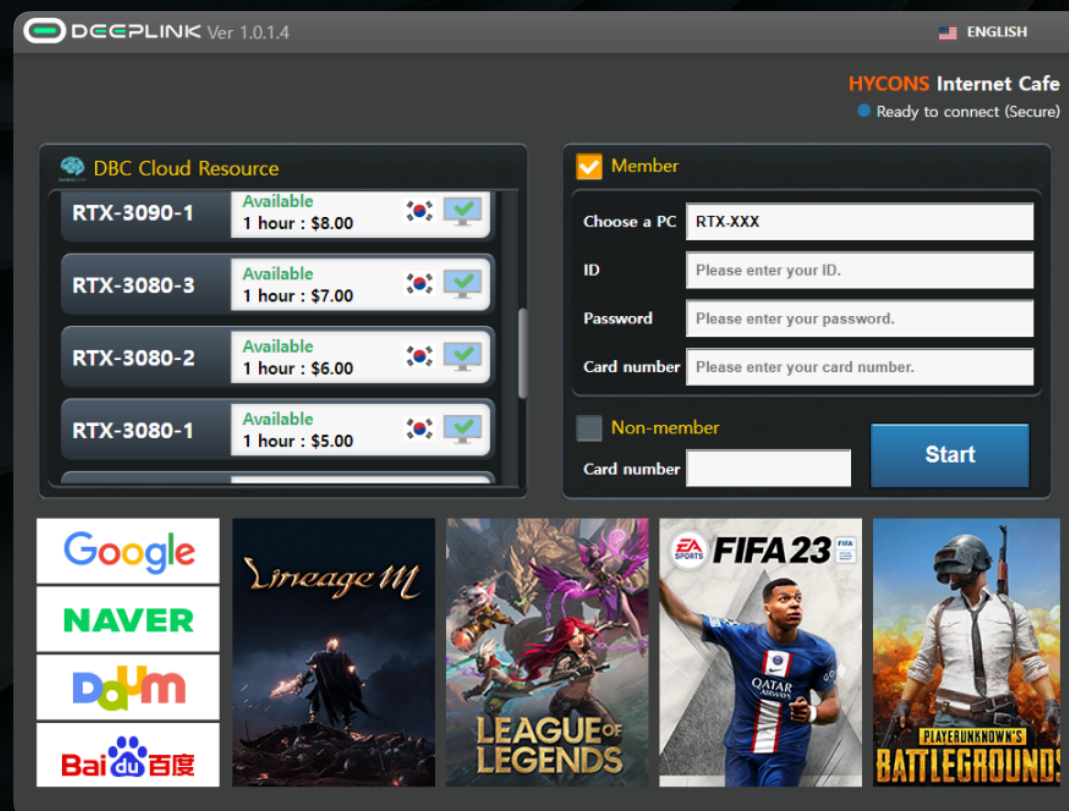 DEEPLINK Ver 1.0.1.4
ENGLISH
HYCONS Internet Cafe
Ready to connect (Secure)
DBC Cloud Resource
RTX-3090-1
Available
1 hour : $8.00
RTX-3080-3
Available
1 hour : $7.00
RTX-3080-2
Available
1 hour : $6.00
RTX-3080-1
Available
1 hour : $5.00
Member
Choose a PC
RTX-XXX
ID
Please enter your ID.
Password
Please enter your password.
Card number
Please enter your card number.
Non-member
Card number
Start
Google
NAVER
Daum
Bai du 百度
Lineage M
LEAGUE OF
LEGENDS
EA
SPORTS
FIFA 23
FIFA
QATAR
AIRWAYS
PLAYERUNKNOWN'S
BATTLEGROUNDS